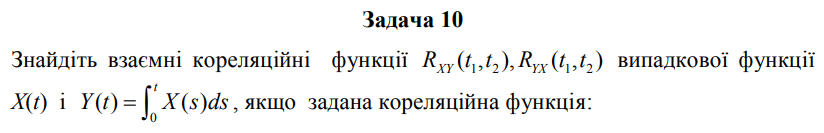 Задача 10
Знайдіть взаємні кореляційні функції $R_{XY}(t_1,t_2), R_{YX}(t_1,t_2)$ випадкової функції
$X(t)$ і $Y(t)=\int_0^t X(s)ds$, якщо задана кореляційна функція: